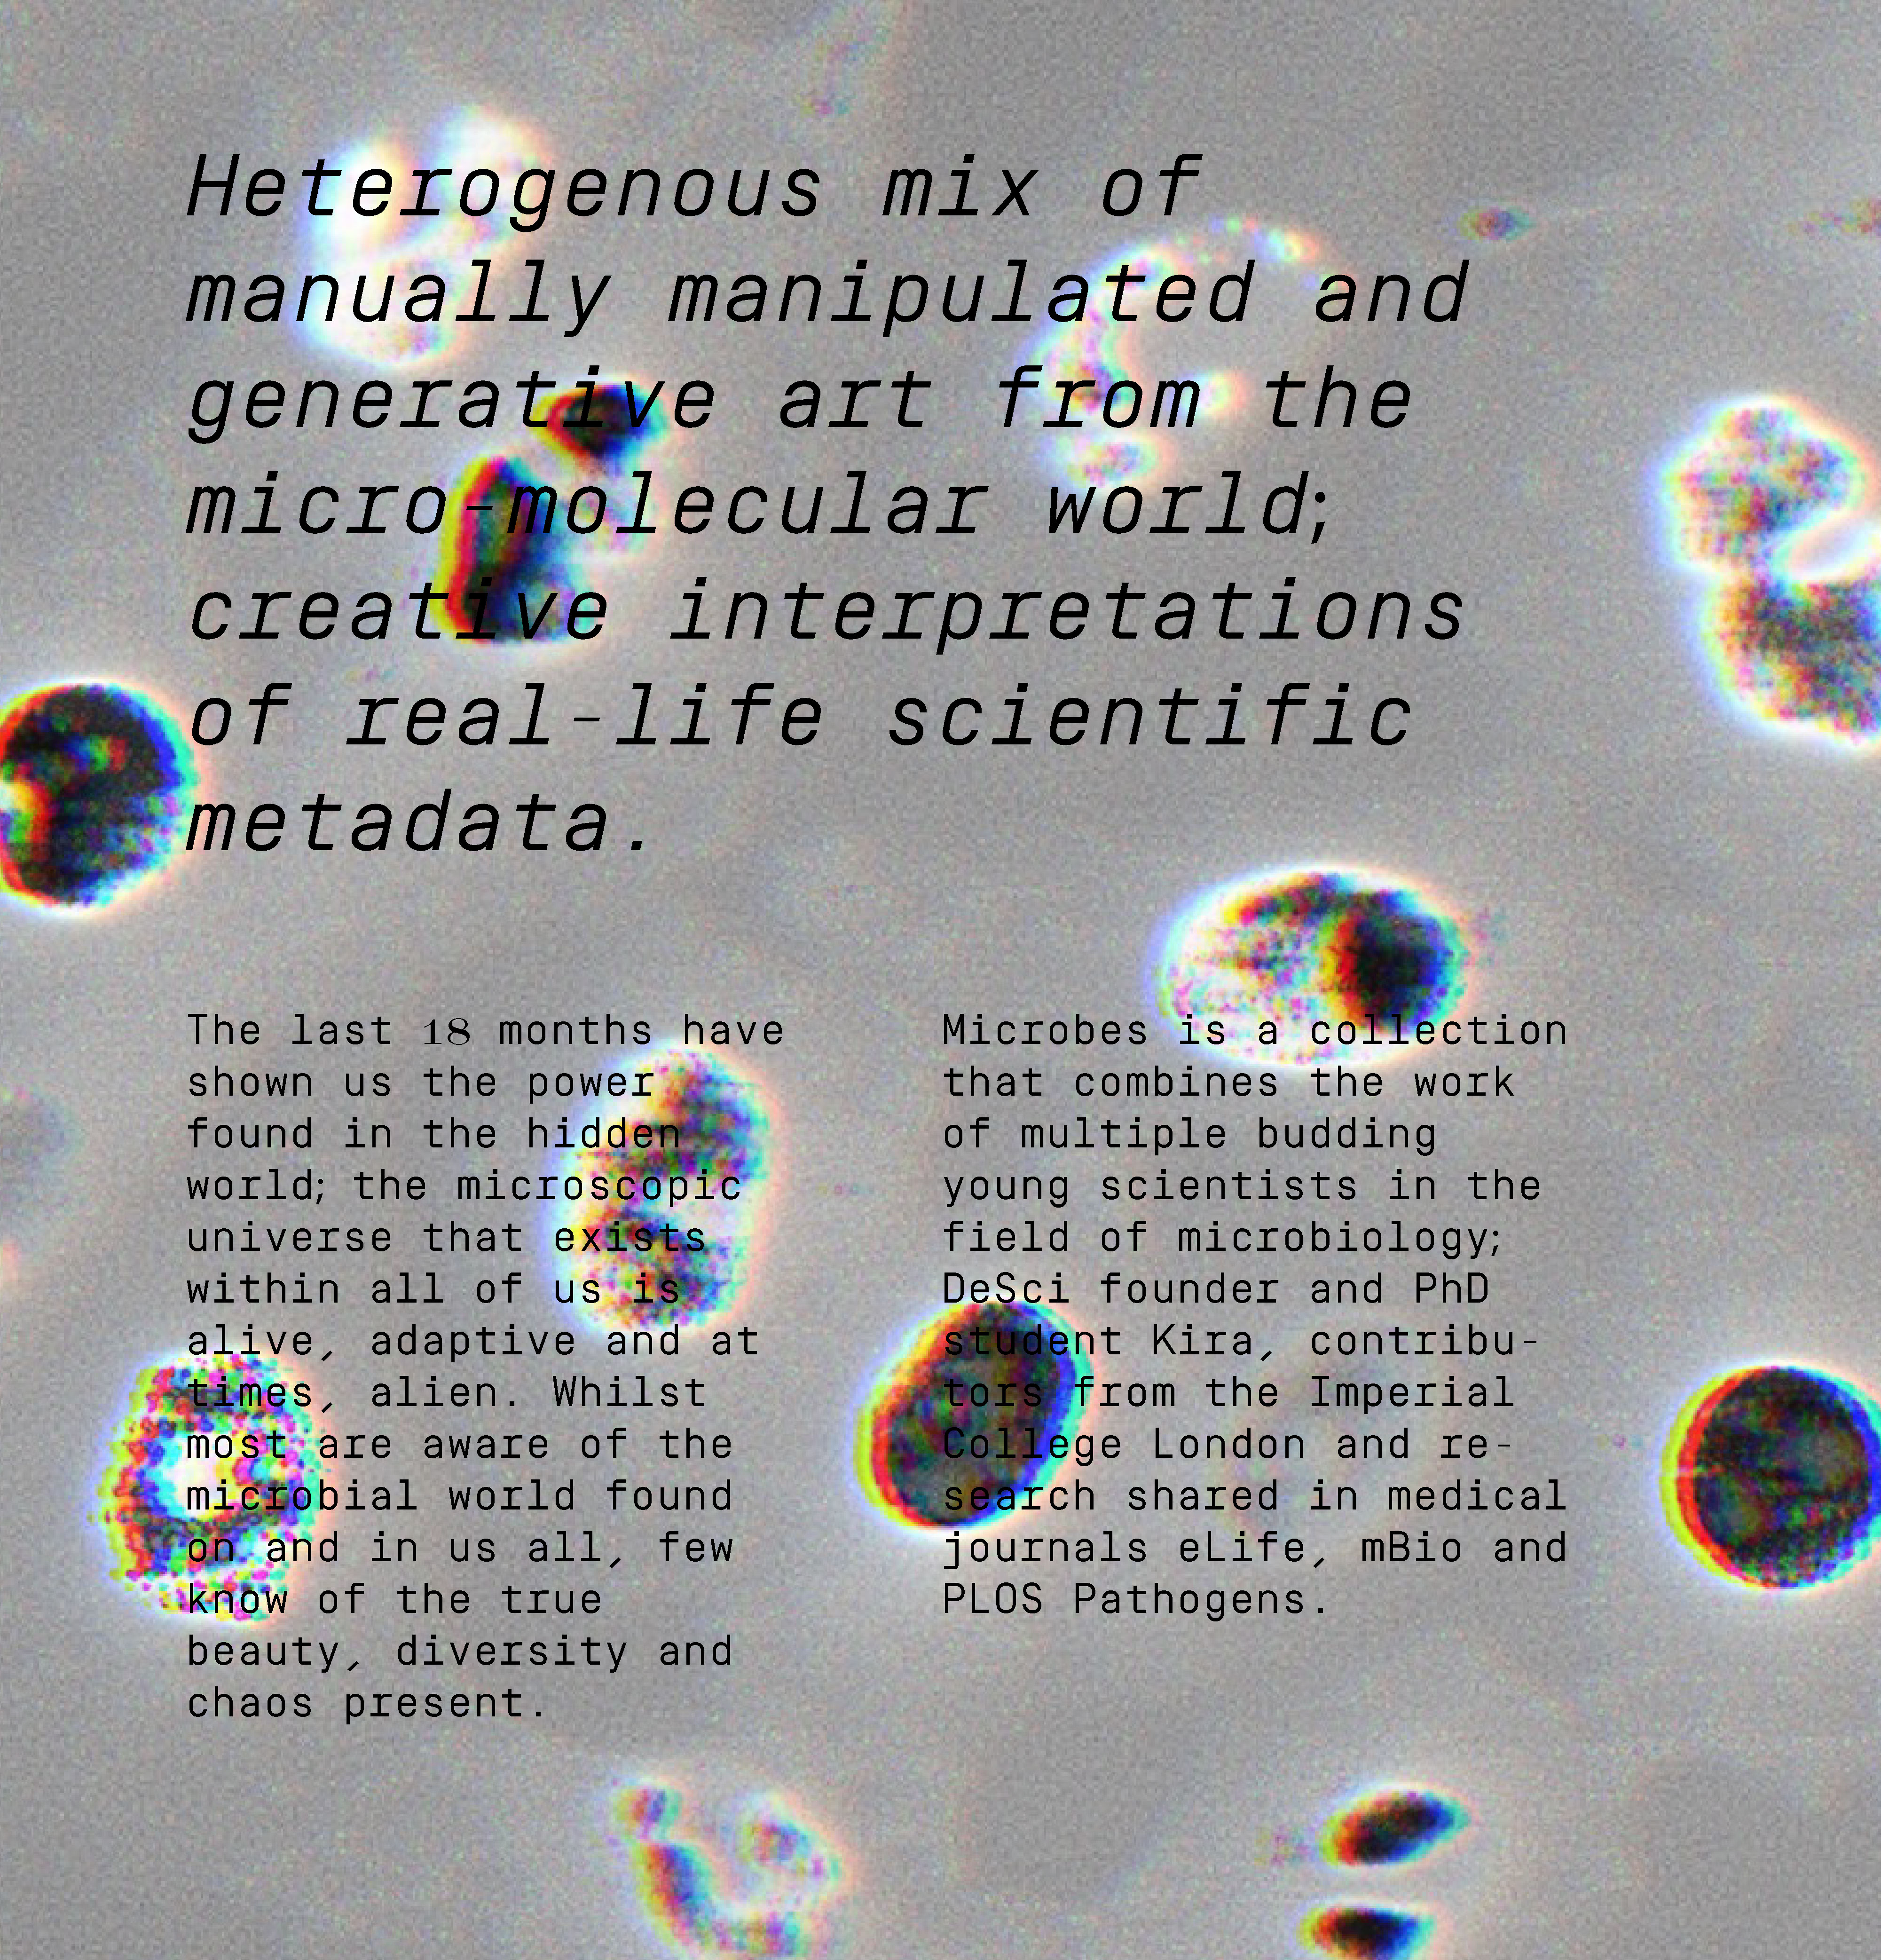 Heterogenous mix of
manually manipulated and
generative art from the
micro-molecular world;
creative interpretations
of real-life scientific
metadata.
The last 18 months have
shown us the power
found in the hidden
world; the microscopic
universe that exists
within all of us is
alive, adaptive and at
times, alien. Whilst
most are aware of the
microbial world found
on and in us all, few
know of the true
beauty, diversity and
chaos present.
Microbes is a collection
that combines the work
of multiple budding
young scientists in the
field of microbiology;
DeSci founder and PhD
student Kira, contribu-
tors from the Imperial
College London and re-
search shared in medical
journals eLife, mBio and
PLOS Pathogens.